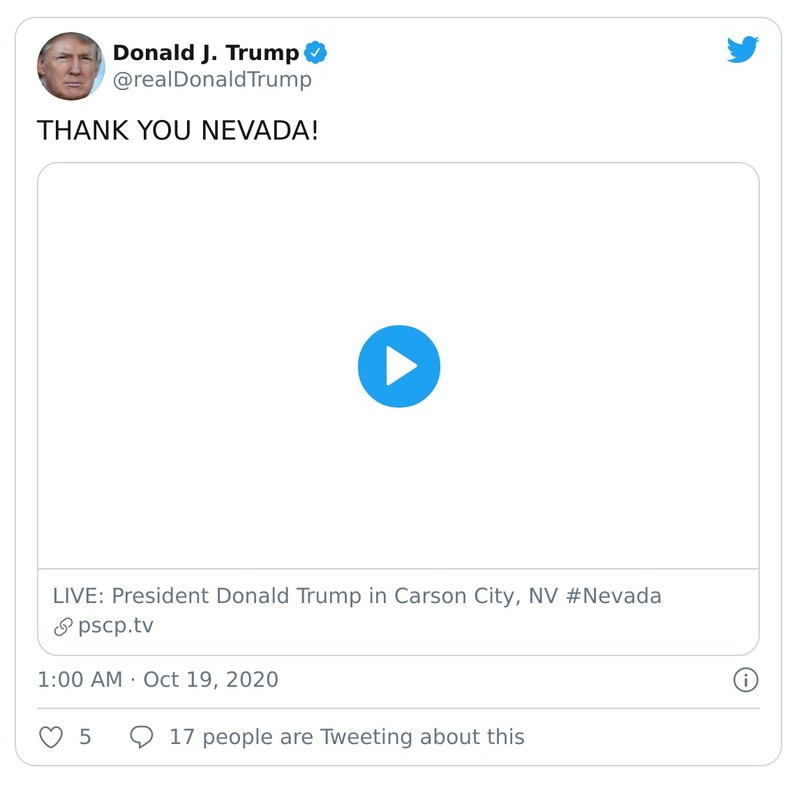 Donald J. Trump
@realDonaldTrump
THANK YOU NEVADA!
LIVE: President Donald Trump in Carson City, NV #Nevada
pscp.tv
1:00 AM · Oct 19, 2020
5 17 people are Tweeting about this